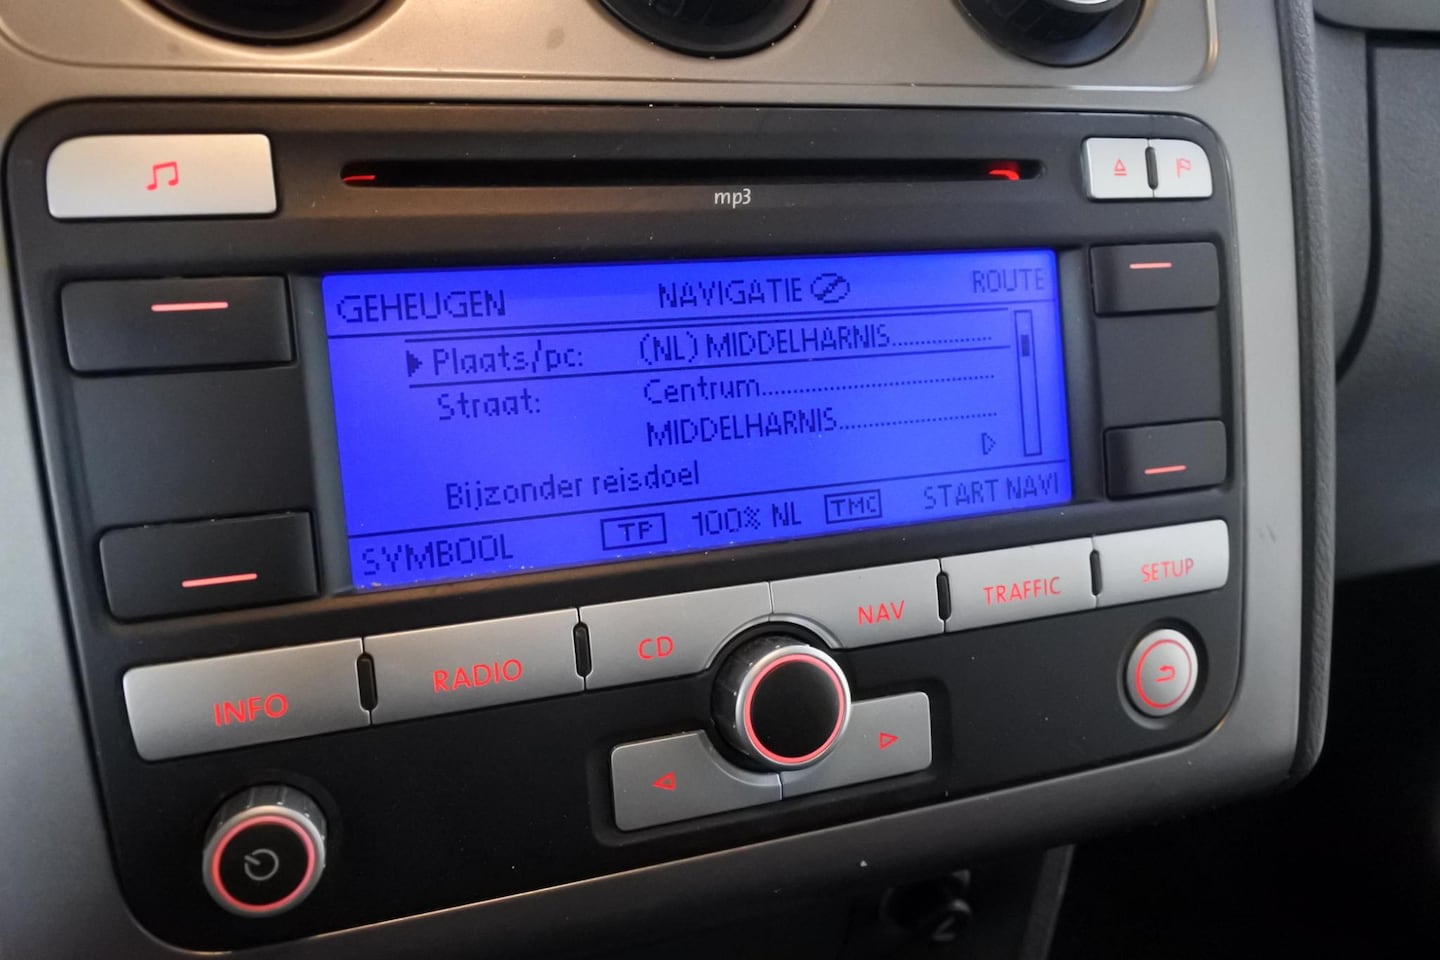 mp3
GEHEUGEN NAVIGATIE ROUTE
Plaats/pc: (NL) MIDDELHARNIS..................
Straat: Centrum........................................
MIDDELHARNIS...........................
Bijzonder reisdoel
SYMBOOL TP 100% NL TMC START NAVI
INFO RADIO CD NAV TRAFFIC SETUP